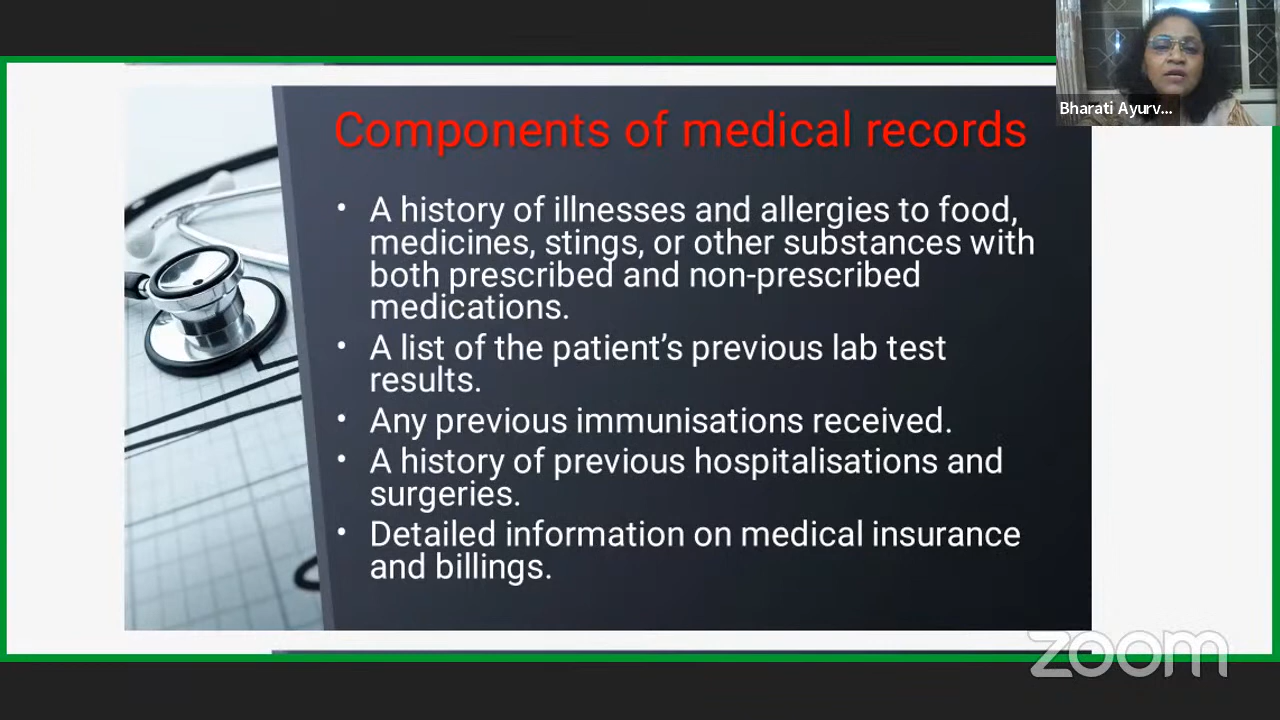 Components of medical records
• A history of illnesses and allergies to food,
medicines, stings, or other substances with
both prescribed and non-prescribed
medications.
• A list of the patient’s previous lab test
results.
• Any previous immunisations received.
• A history of previous hospitalisations and
surgeries.
• Detailed information on medical insurance
and billings.
Bharati Ayurv...
zoom